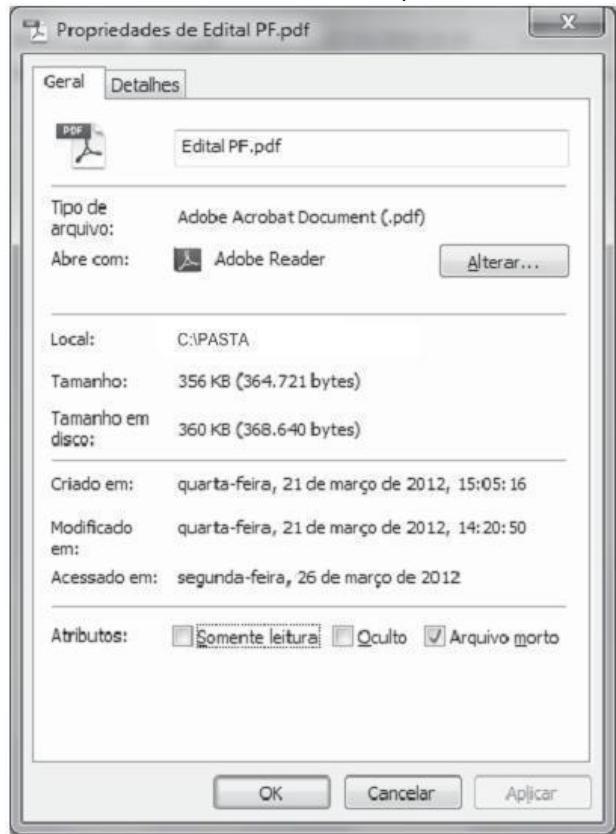 Propriedades de Edital PF.pdf
X
Geral Detalhes
PDF
Edital PF.pdf
Tipo de
arquivo:
Adobe Acrobat Document (.pdf)
Abre com:
Adobe Reader
Alterar...
Local:
C:\PASTA
Tamanho:
356 KB (364.721 bytes)
Tamanho em
disco:
360 KB (368.640 bytes)
Criado em:
quarta-feira, 21 de março de 2012, 15:05:16
Modificado
em:
quarta-feira, 21 de março de 2012, 14:20:50
Acessado em:
segunda-feira, 26 de março de 2012
Atributos:
Somente leitura Oculto Arquivo morto
OK Cancelar Aplicar